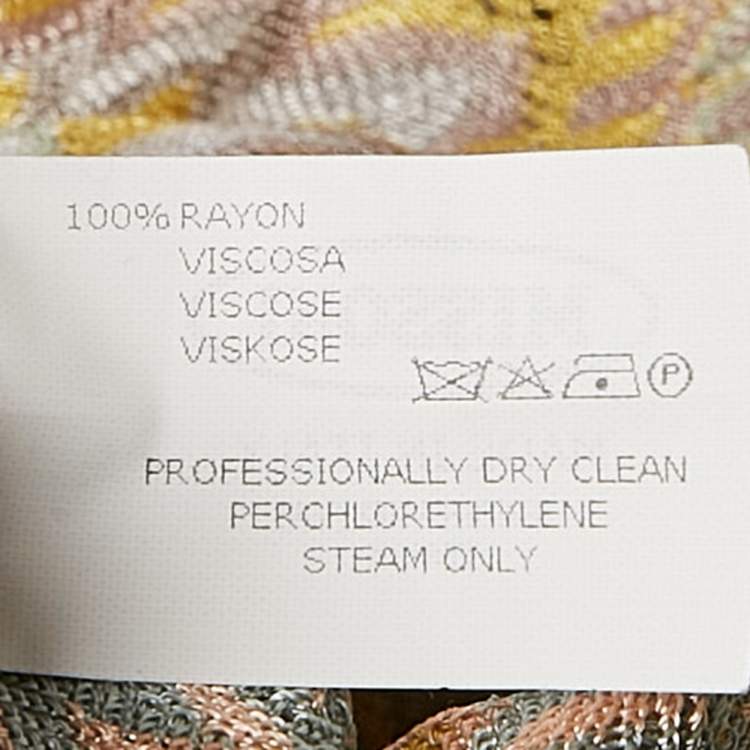 100% RAYON
VISCOSA
VISCOSE
VISKOSE
P
PROFESSIONALLY DRY CLEAN
PERCHLORETHYLENE
STEAM ONLY